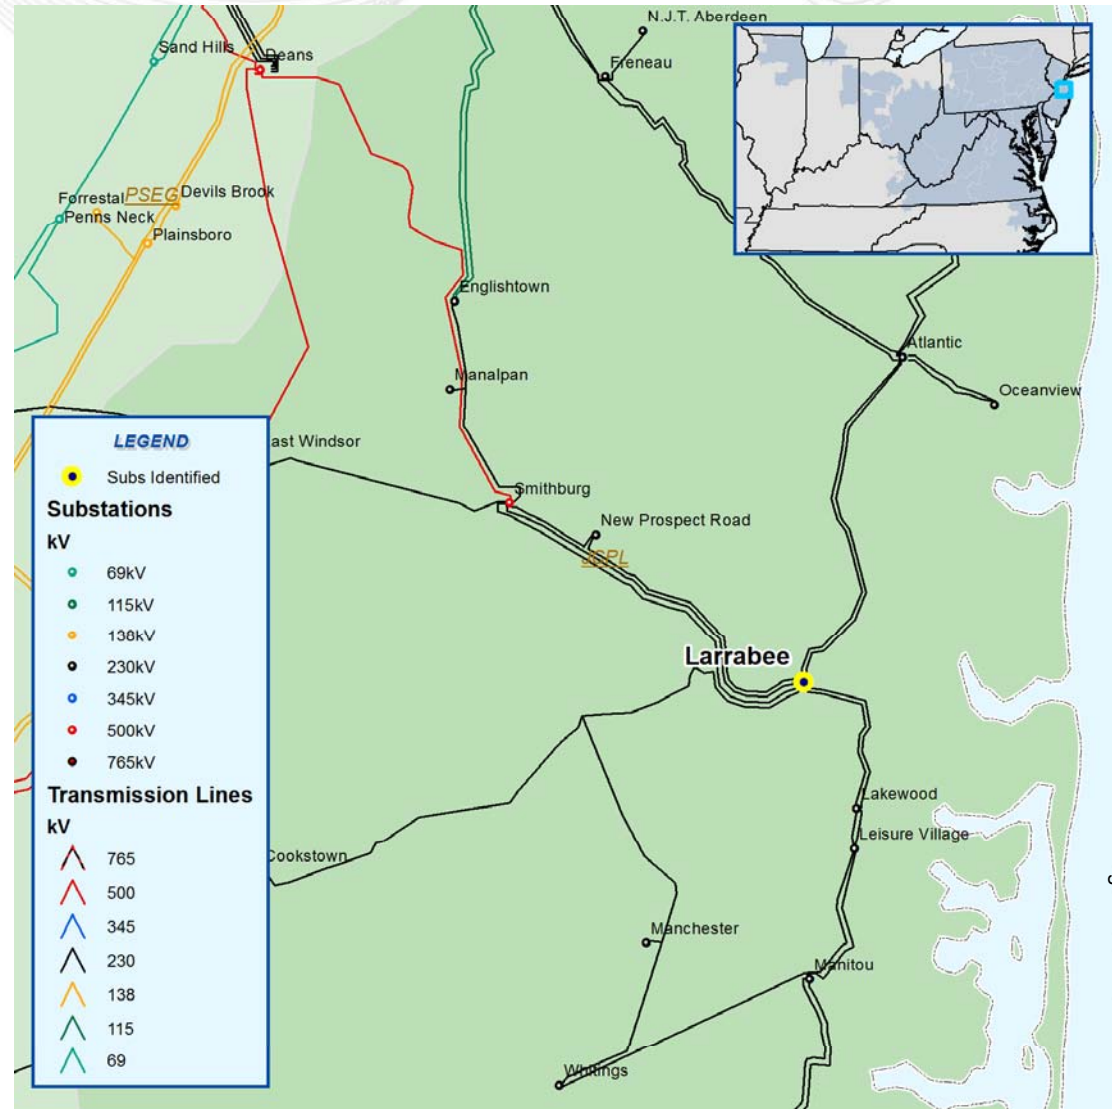 N.J.T. Aberdeen
Sand Hills
Deans
Freneau
Forrestal
PSEG
Devils Brook
Penns Neck
Plainsboro
Englishtown
Atlantic
Manalpan
Oceanview
ast Windsor
Smithburg
New Prospect Road
JCPL
Larrabee
Lakewood
Leisure Village
Cookstown
Manchester
Manitou
Whitings
LEGEND
Subs Identified
Substations
kV
69kV
115kV
138kV
230kV
345kV
500kV
765kV
Transmission Lines
kV
765
500
345
230
138
115
69